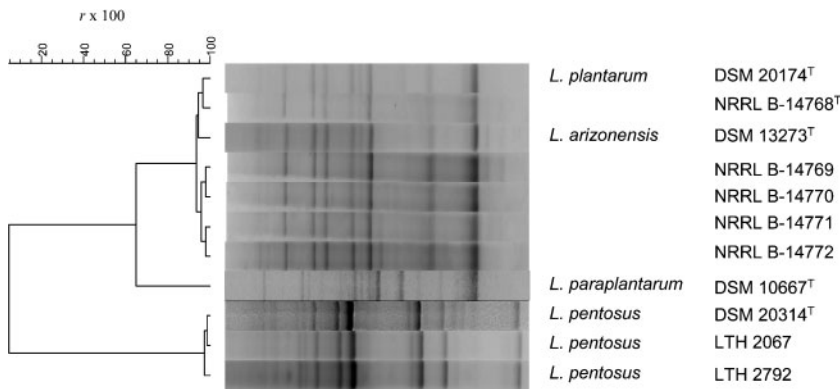 r x 100
20 40 60 80 100
L. plantarum DSM 20174ᵀ
NRRL B-14768ᵀ
L. arizonensis DSM 13273ᵀ
NRRL B-14769
NRRL B-14770
NRRL B-14771
NRRL B-14772
L. paraplantarum DSM 10667ᵀ
L. pentosus DSM 20314ᵀ
L. pentosus LTH 2067
L. pentosus LTH 2792